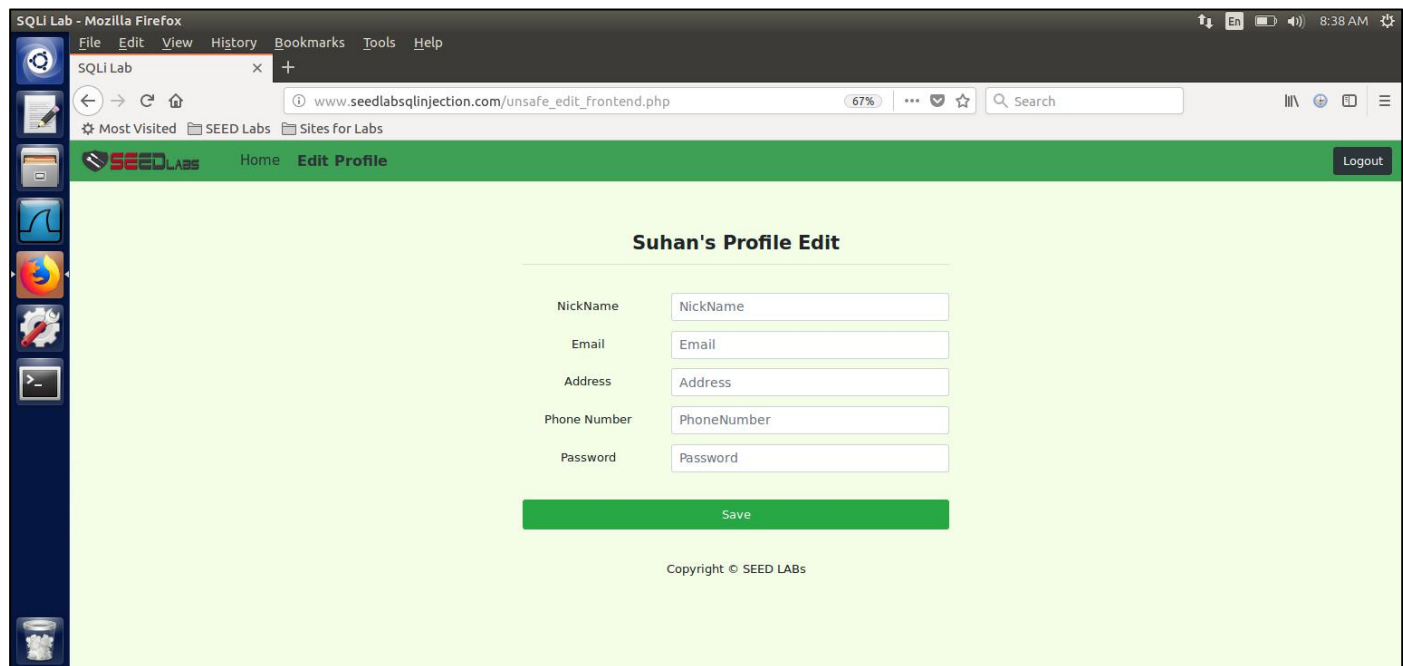 SQLi Lab - Mozilla Firefox En 8:38 AM
File Edit View History Bookmarks Tools Help
SQLi Lab
www.seedlabsqlinjection.com/unsafe_edit_frontend.php 67% Search
Most Visited SEED Labs Sites for Labs
SEEDLABS Home Edit Profile Logout
Suhan's Profile Edit
NickName NickName
Email Email
Address Address
Phone Number PhoneNumber
Password Password
Save
Copyright © SEED LABs